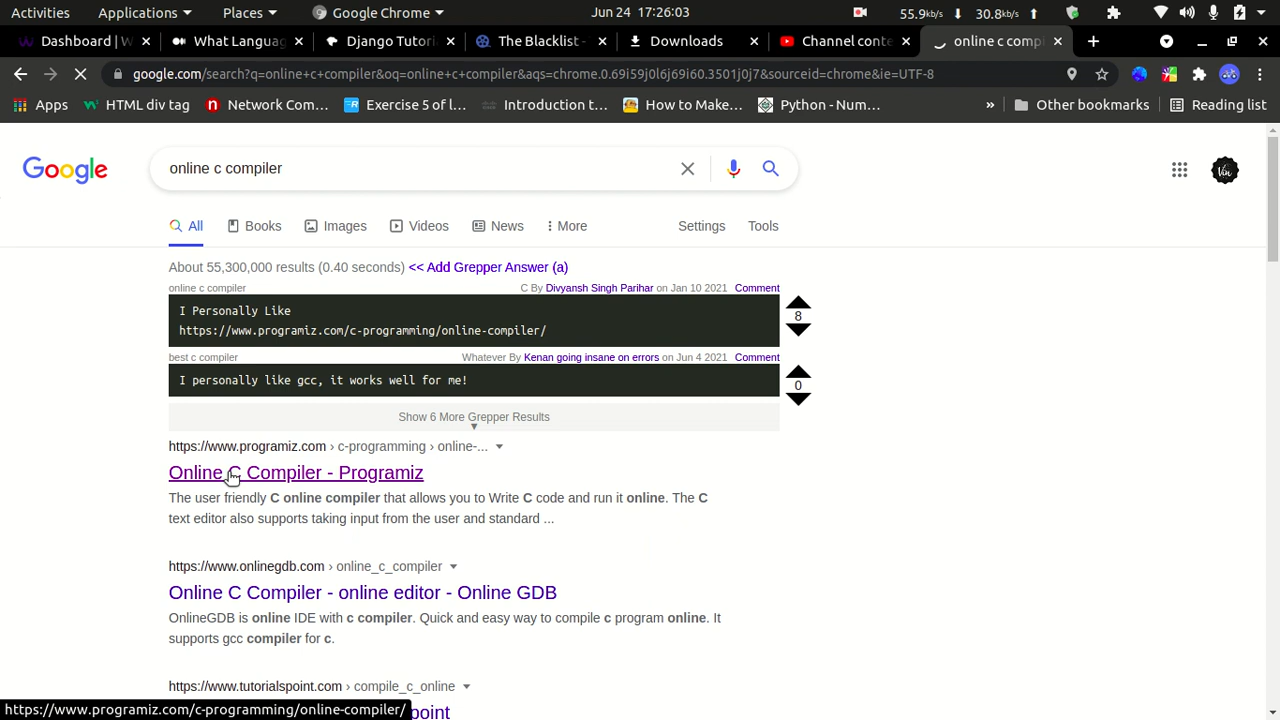 Activities Applications Places Google Chrome Jun 24 17:26:03 55.9kb/s 30.8kb/s
Dashboard | W What Langua Django Tutori The Blacklist - Downloads Channel conte online c compi
google.com/search?q=online+c+compiler&oq=online+c+compiler&aqs=chrome.0.69i59j0l6j69i60.3501j0j7&sourceid=chrome&ie=UTF-8
Apps HTML div tag Network Com... Exercise 5 of l... Introduction t... How to Make... Python - Num... » Other bookmarks Reading list
Google online c compiler Vin
All Books Images Videos News More Settings Tools
About 55,300,000 results (0.40 seconds) << Add Grepper Answer (a)
online c compiler C By Divyansh Singh Parihar on Jan 10 2021 Comment
I Personally Like
https://www.programiz.com/c-programming/online-compiler/
8
best c compiler Whatever By Kenan going insane on errors on Jun 4 2021 Comment
I personally like gcc, it works well for me!
0
Show 6 More Grepper Results
https://www.programiz.com › c-programming › online-...
Online C Compiler - Programiz
The user friendly C online compiler that allows you to Write C code and run it online. The C
text editor also supports taking input from the user and standard ...
https://www.onlinegdb.com › online_c_compiler
Online C Compiler - online editor - Online GDB
OnlineGDB is online IDE with c compiler. Quick and easy way to compile c program online. It
supports gcc compiler for c.
https://www.tutorialspoint.com › compile_c_online
https://www.programiz.com/c-programming/online-compiler/ point